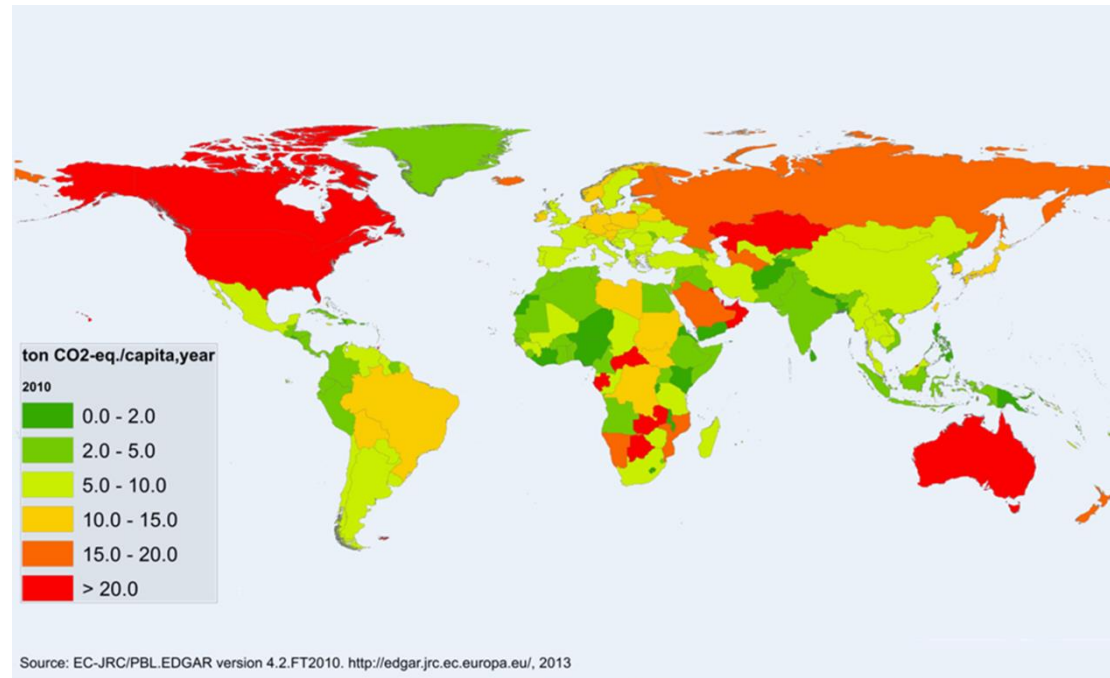 ton CO2-eq./capita,year
2010
0.0 - 2.0
2.0 - 5.0
5.0 - 10.0
10.0 - 15.0
15.0 - 20.0
> 20.0
Source: EC-JRC/PBL.EDGAR version 4.2.FT2010. http://edgar.jrc.ec.europa.eu/, 2013